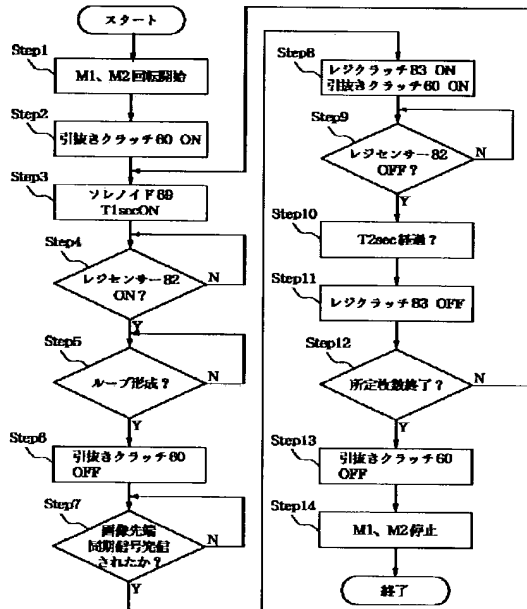 スタート
Step1
M1、M2回転開始
Step2
引抜きクラッチ60 ON
Step3
ソレノイド89
T1secON
Step4
レジセンサー82
ON？
N
Y
Step5
ループ形成？
N
Y
Step6
引抜きクラッチ60
OFF
Step7
画像先端
同期信号発信
されたか？
N
Y
Step8
レジクラッチ83 ON
引抜きクラッチ60 ON
Step9
レジセンサー82
OFF？
N
Y
Step10
T2sec経過？
Step11
レジクラッチ83 OFF
Step12
所定枚数終了？
N
Y
Step13
引抜きクラッチ60
OFF
Step14
M1、M2停止
終了